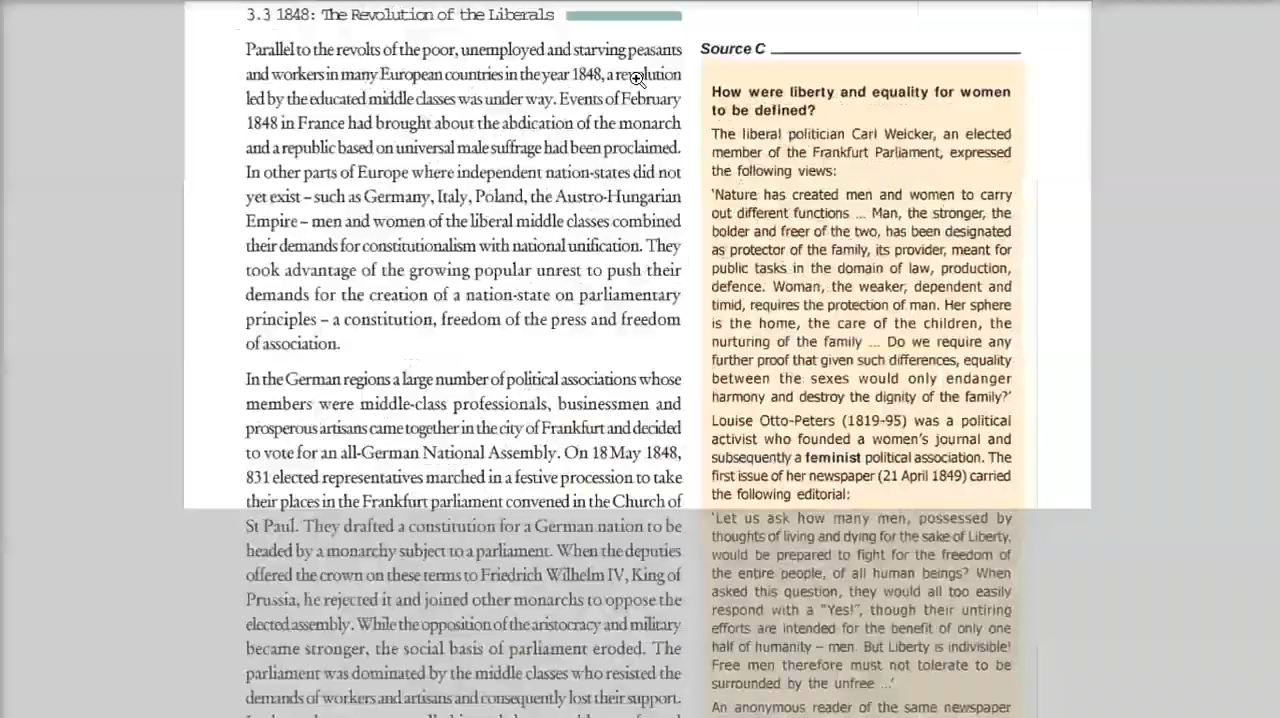 3.3 1848: The Revolution of the Liberals
Parallel to the revolts of the poor, unemployed and starving peasants
and workers in many European countries in the year 1848, a revolution
led by the educated middle classes was under way. Events of February
1848 in France had brought about the abdication of the monarch
and a republic based on universal male suffrage had been proclaimed.
In other parts of Europe where independent nation-states did not
yet exist – such as Germany, Italy, Poland, the Austro-Hungarian
Empire – men and women of the liberal middle classes combined
their demands for constitutionalism with national unification. They
took advantage of the growing popular unrest to push their
demands for the creation of a nation-state on parliamentary
principles – a constitution, freedom of the press and freedom
of association.
In the German regions a large number of political associations whose
members were middle-class professionals, businessmen and
prosperous artisans came together in the city of Frankfurt and decided
to vote for an all-German National Assembly. On 18 May 1848,
831 elected representatives marched in a festive procession to take
their places in the Frankfurt parliament convened in the Church of
St Paul. They drafted a constitution for a German nation to be
headed by a monarchy subject to a parliament. When the deputies
offered the crown on these terms to Friedrich Wilhelm IV, King of
Prussia, he rejected it and joined other monarchs to oppose the
elected assembly. While the opposition of the aristocracy and military
became stronger, the social basis of parliament eroded. The
parliament was dominated by the middle classes who resisted the
demands of workers and artisans and consequently lost their support.
Source C
How were liberty and equality for women
to be defined?
The liberal politician Carl Welcker, an elected
member of the Frankfurt Parliament, expressed
the following views:
'Nature has created men and women to carry
out different functions ... Man, the stronger, the
bolder and freer of the two, has been designated
as protector of the family, its provider, meant for
public tasks in the domain of law, production,
defence. Woman, the weaker, dependent and
timid, requires the protection of man. Her sphere
is the home, the care of the children, the
nurturing of the family ... Do we require any
further proof that given such differences, equality
between the sexes would only endanger
harmony and destroy the dignity of the family?'
Louise Otto-Peters (1819-95) was a political
activist who founded a women's journal and
subsequently a feminist political association. The
first issue of her newspaper (21 April 1849) carried
the following editorial:
'Let us ask how many men, possessed by
thoughts of living and dying for the sake of Liberty,
would be prepared to fight for the freedom of
the entire people, of all human beings? When
asked this question, they would all too easily
respond with a "Yes!", though their untiring
efforts are intended for the benefit of only one
half of humanity – men. But Liberty is indivisible!
Free men therefore must not tolerate to be
surrounded by the unfree ...'
An anonymous reader of the same newspaper